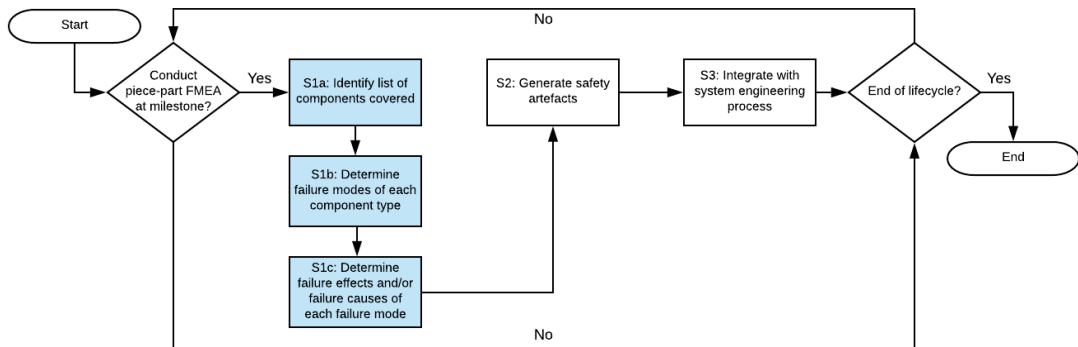 No
Start
Conduct
piece-part FMEA
at milestone?
Yes
S1a: Identify list of
components covered
S2: Generate safety
artefacts
S3: Integrate with
system engineering
process
End of lifecycle?
Yes
End
S1b: Determine
failure modes of each
component type
S1c: Determine
failure effects and/or
failure causes of
each failure mode
No